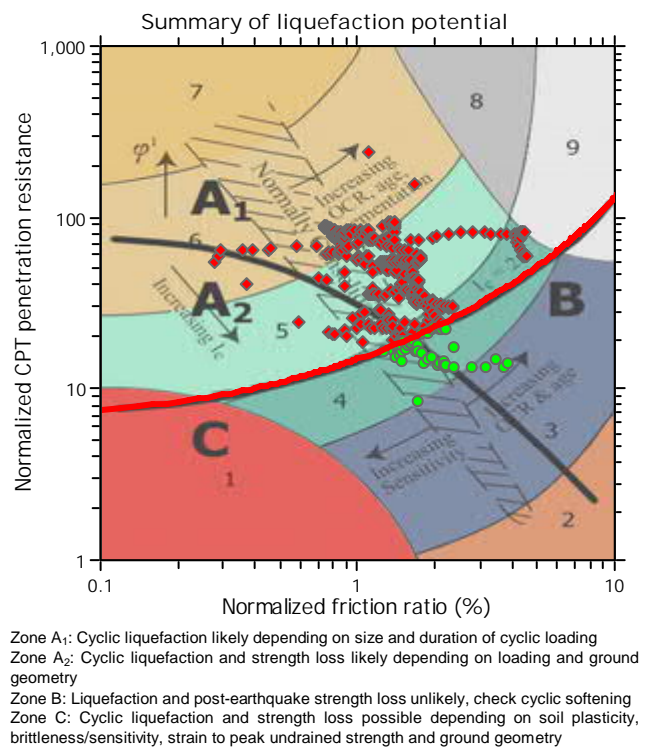 Summary of liquefaction potential
1,000
100
10
1
0.1
1
10
Normalized CPT penetration resistance
Normalized friction ratio (%)
7
8
9
φ'
A1
6
A2
5
4
C
1
B
3
2
Normally
Increasing
OCR, age,
Increasing Ic
Increasing
OCR & age
Increasing
Sensitivity
Zone A1: Cyclic liquefaction likely depending on size and duration of cyclic loading
Zone A2: Cyclic liquefaction and strength loss likely depending on loading and ground
geometry
Zone B: Liquefaction and post-earthquake strength loss unlikely, check cyclic softening
Zone C: Cyclic liquefaction and strength loss possible depending on soil plasticity,
brittleness/sensitivity, strain to peak undrained strength and ground geometry